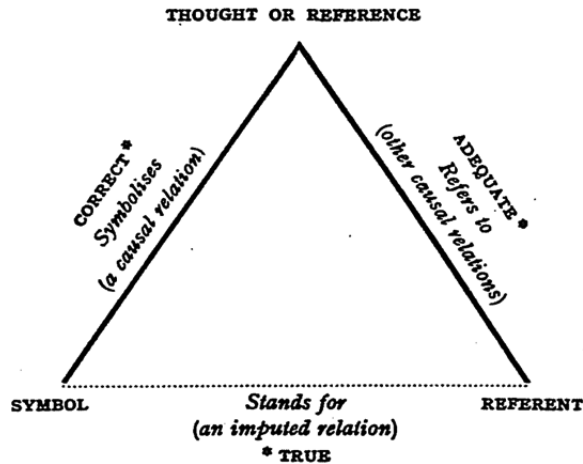 THOUGHT OR REFERENCE
CORRECT*
Symbolises
(a causal relation)
ADEQUATE*
Refers to
(other causal relations)
SYMBOL
Stands for
(an imputed relation)
* TRUE
REFERENT